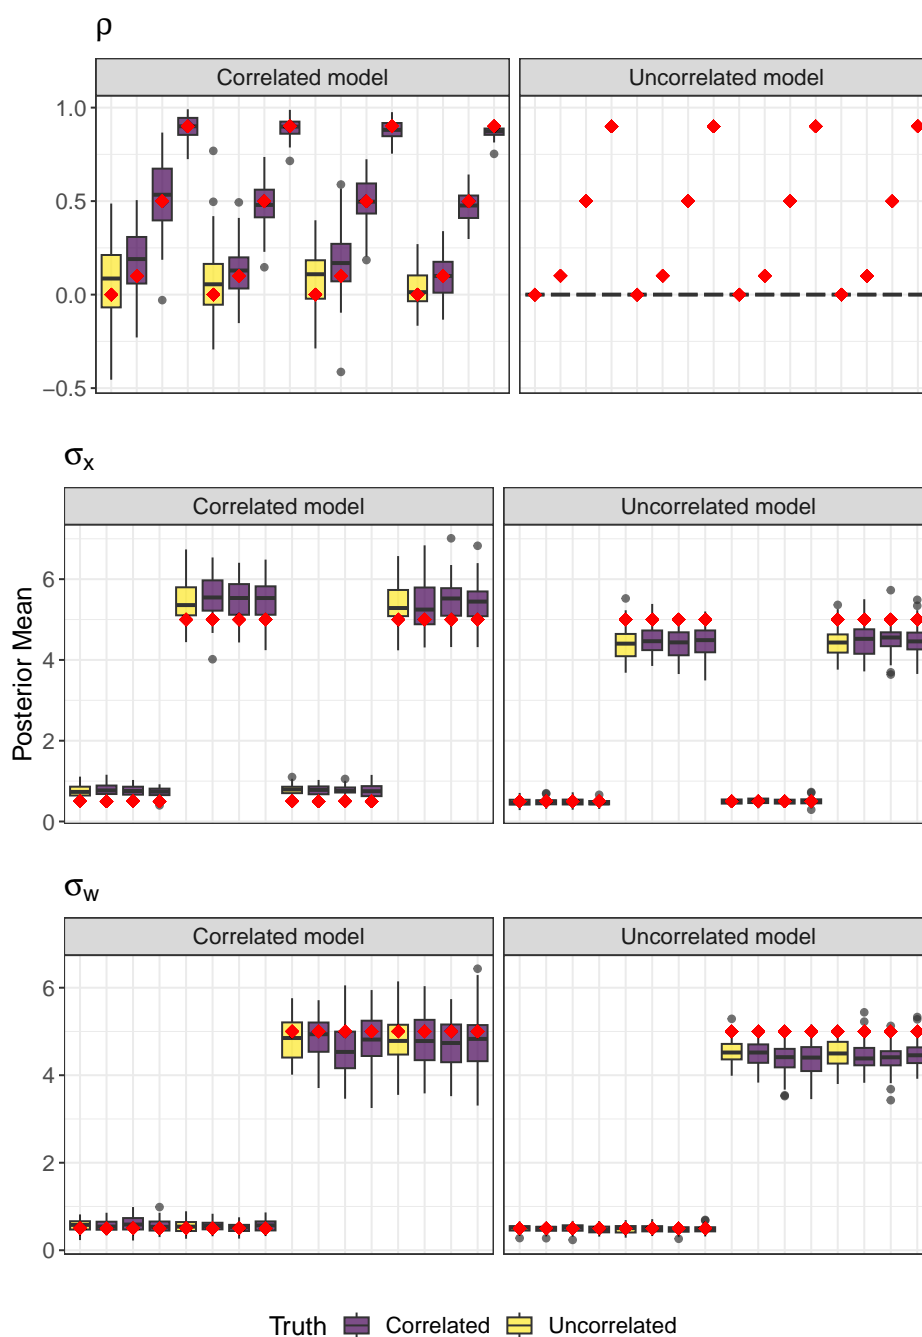 ρ
Correlated model Uncorrelated model
1.0
0.5
0.0
−0.5
σx
Correlated model Uncorrelated model
6
4
2
0
Posterior Mean
σw
Correlated model Uncorrelated model
6
4
2
0
Truth Correlated Uncorrelated